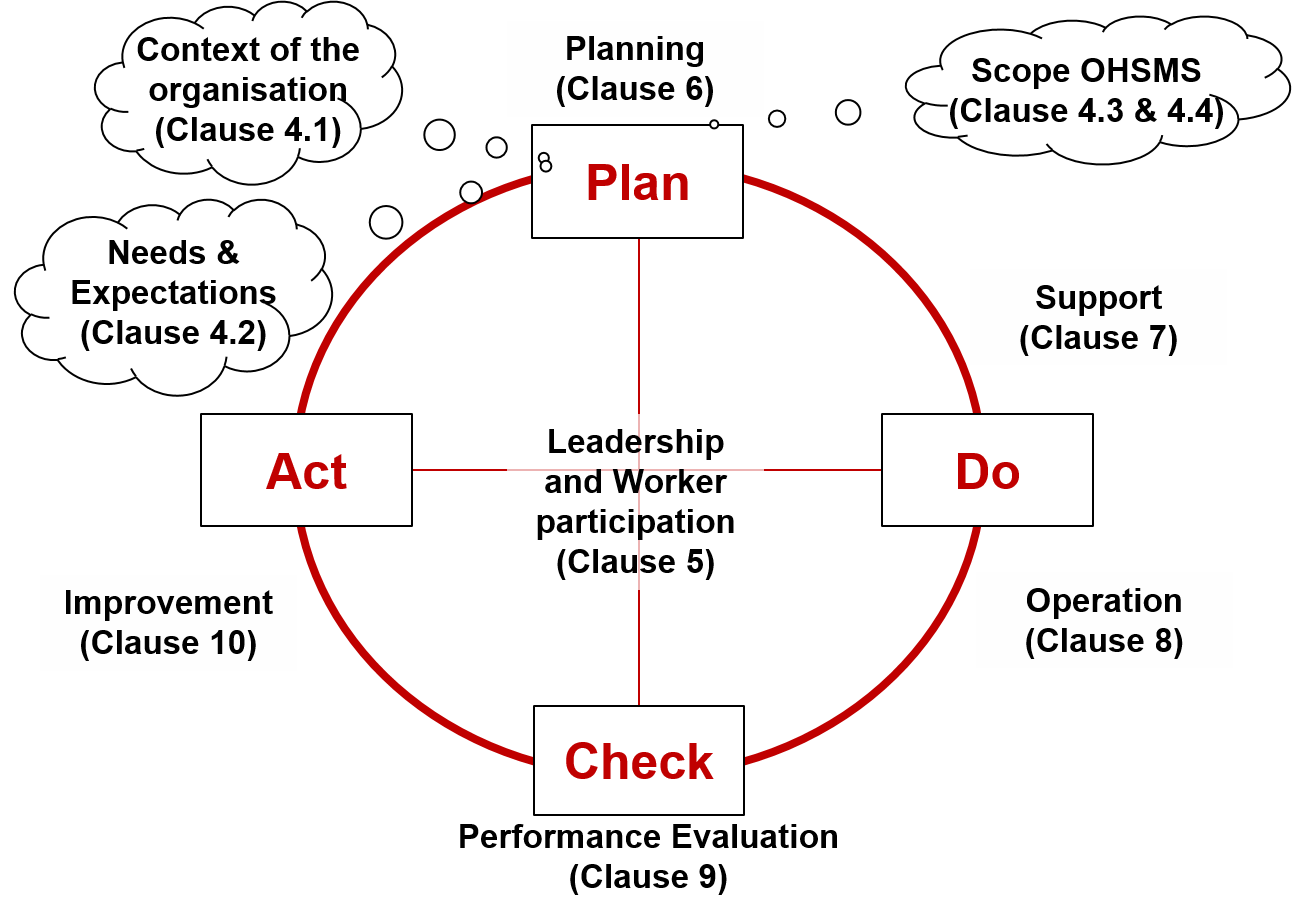 Context of the
organisation
(Clause 4.1)
Planning
(Clause 6)
Scope OHSMS
(Clause 4.3 & 4.4)
Plan
Needs &
Expectations
(Clause 4.2)
Support
(Clause 7)
Act
Leadership
and Worker
participation
(Clause 5)
Do
Improvement
(Clause 10)
Operation
(Clause 8)
Check
Performance Evaluation
(Clause 9)